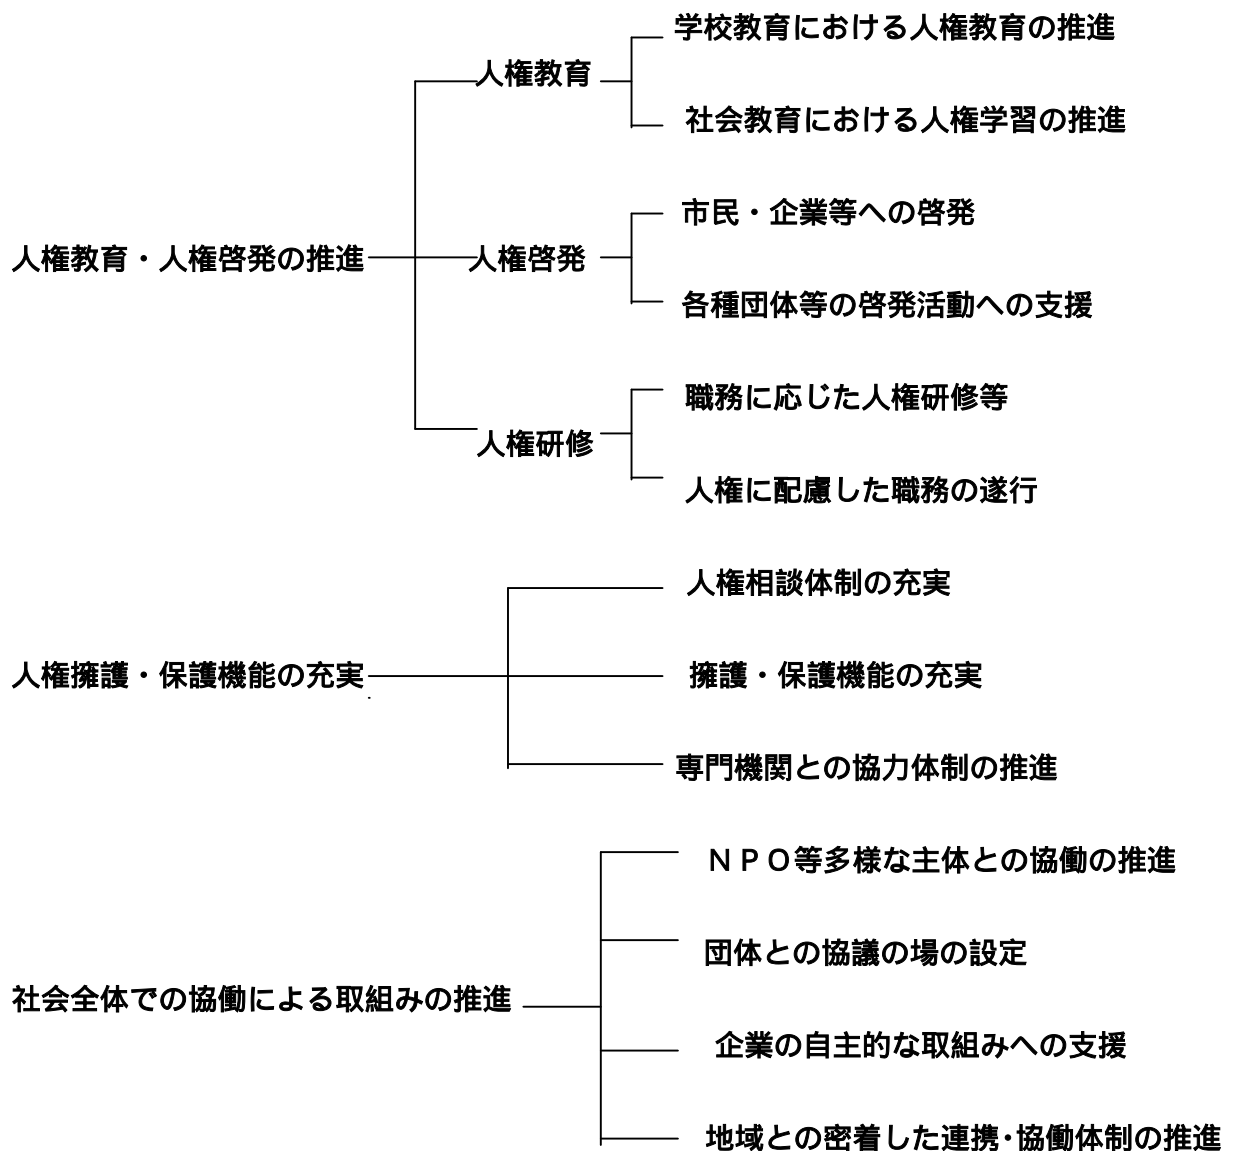 学校教育における人権教育の推進
人権教育
社会教育における人権学習の推進
市民・企業等への啓発
人権教育・人権啓発の推進
人権啓発
各種団体等の啓発活動への支援
職務に応じた人権研修等
人権研修
人権に配慮した職務の遂行
人権相談体制の充実
人権擁護・保護機能の充実
擁護・保護機能の充実
専門機関との協力体制の推進
ＮＰＯ等多様な主体との協働の推進
団体との協議の場の設定
社会全体での協働による取組みの推進
企業の自主的な取組みへの支援
地域との密着した連携・協働体制の推進